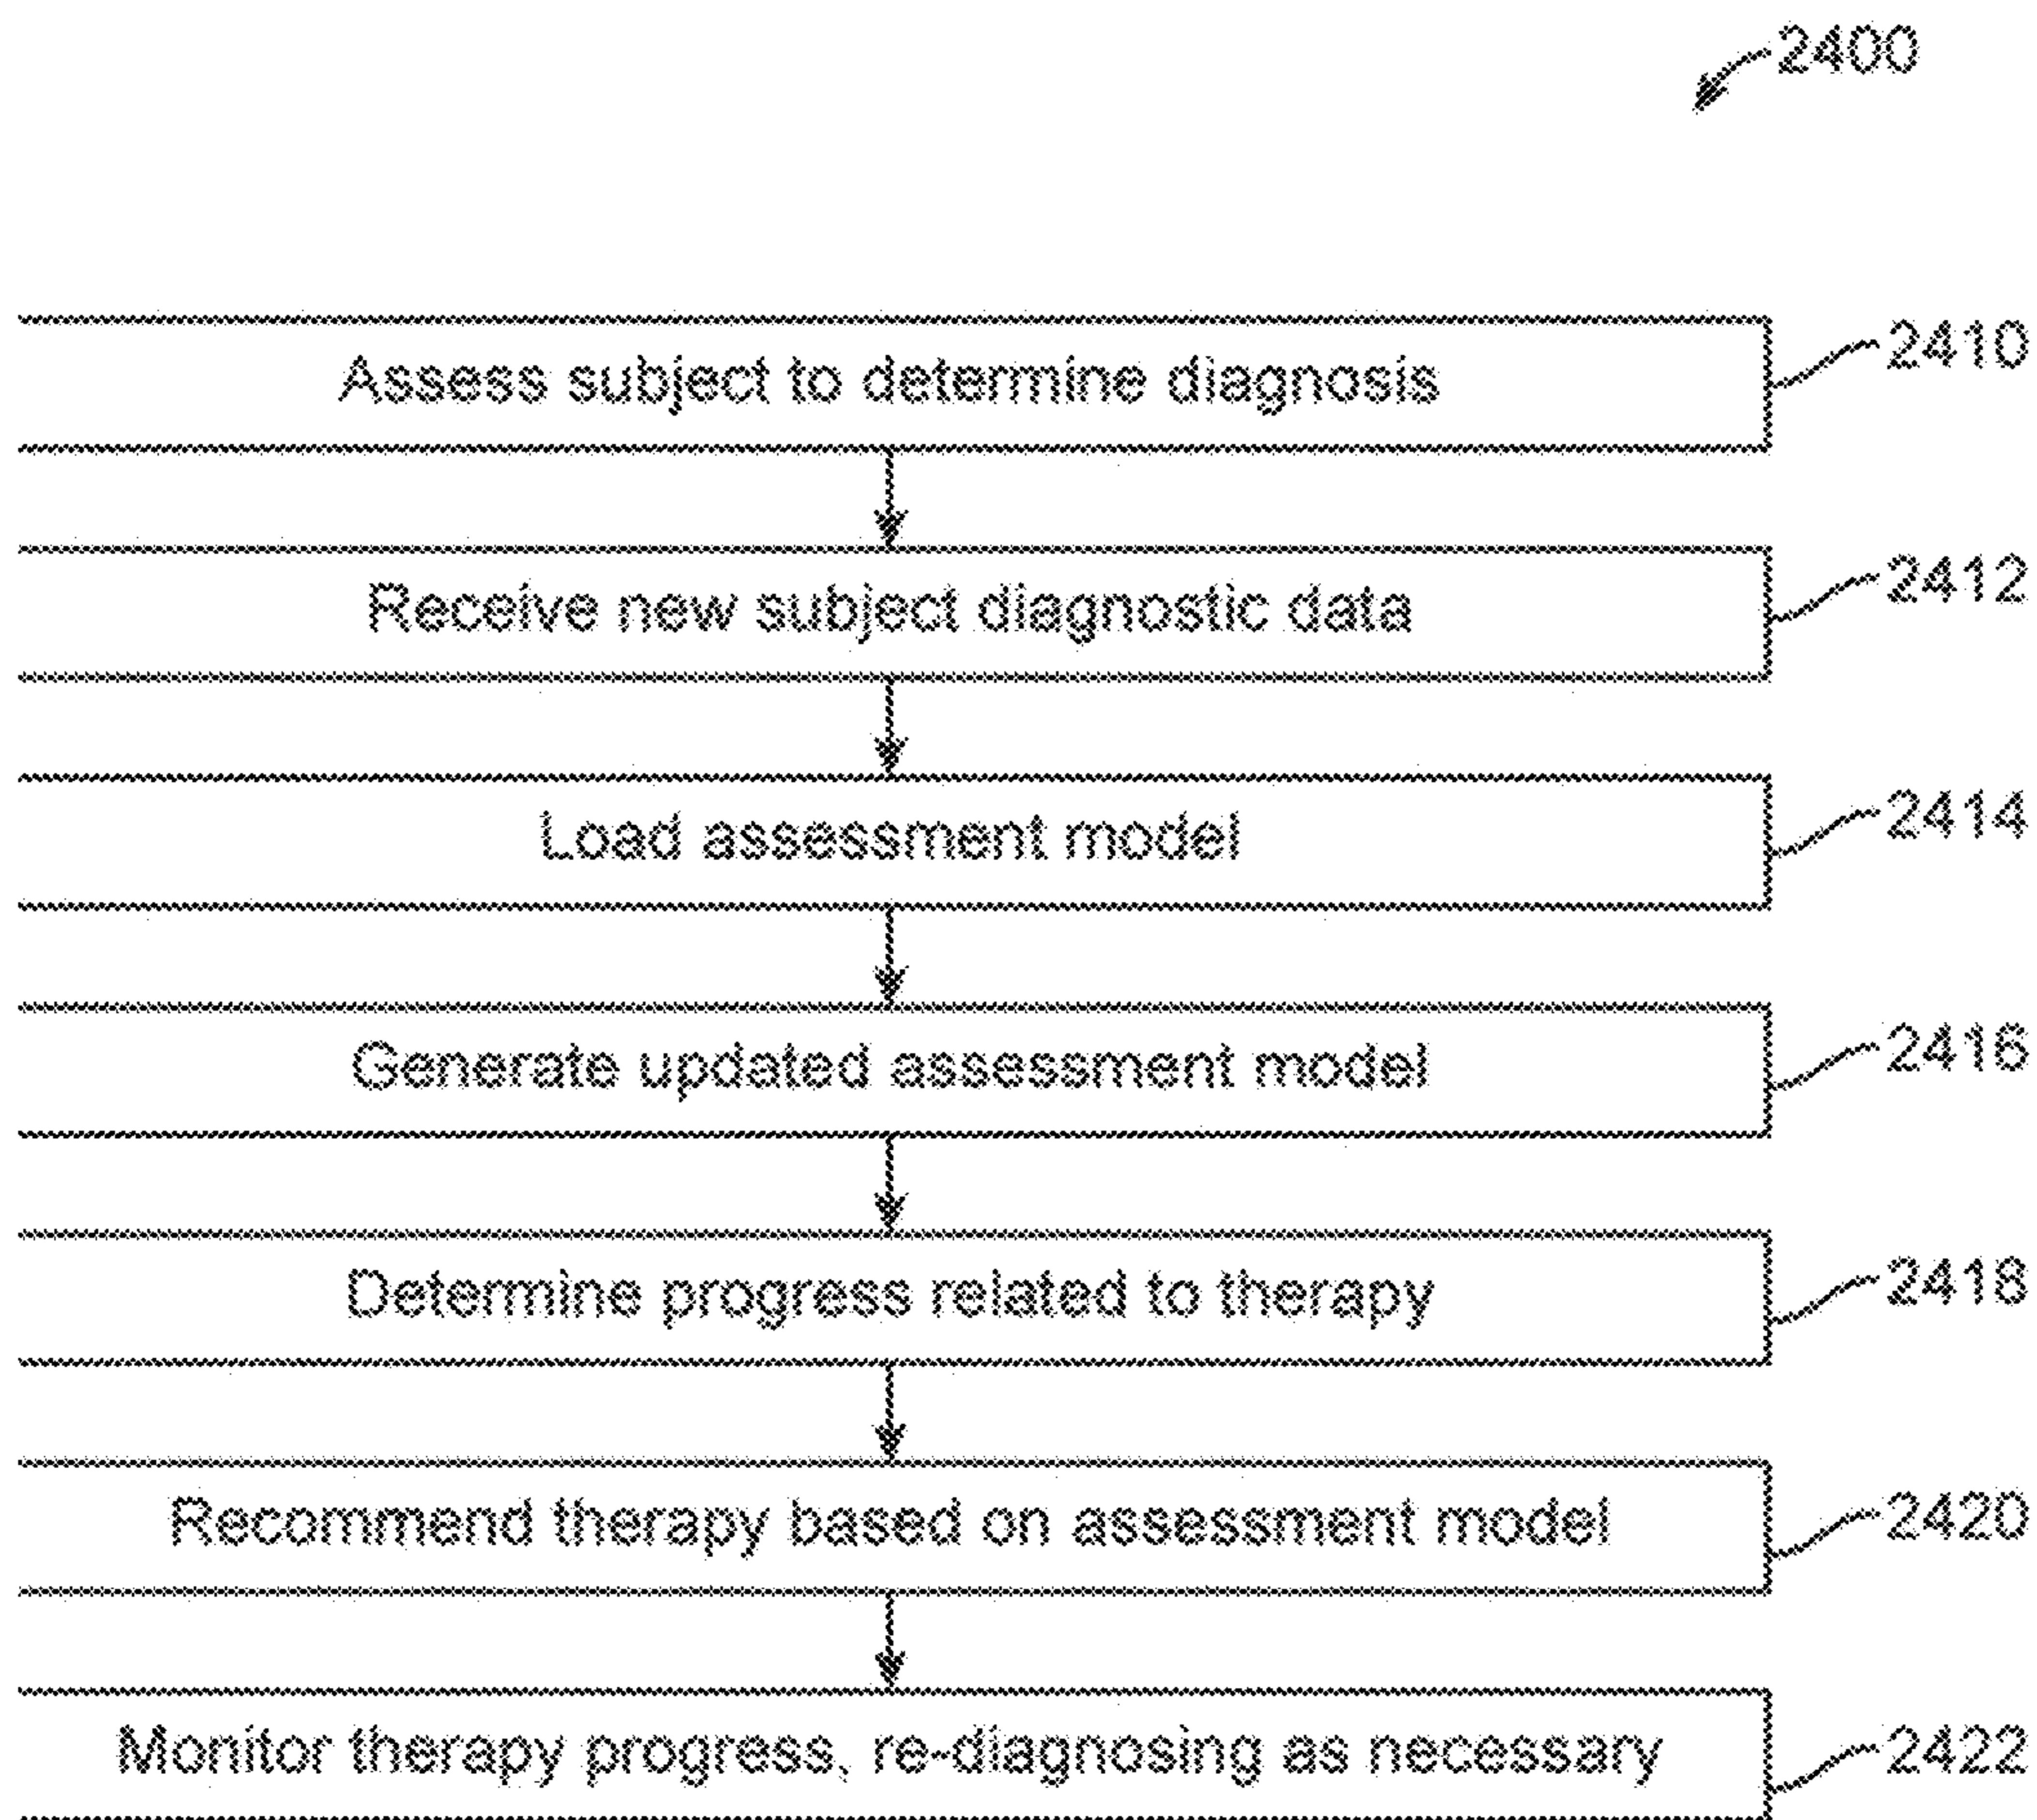 2400
Assess subject to determine diagnosis
2410
Receive new subject diagnostic data
2412
Load assessment model
2414
Generate updated assessment model
2416
Determine progress related to therapy
2418
Recommend therapy based on assessment model
2420
Monitor therapy progress, re-diagnosing as necessary
2422